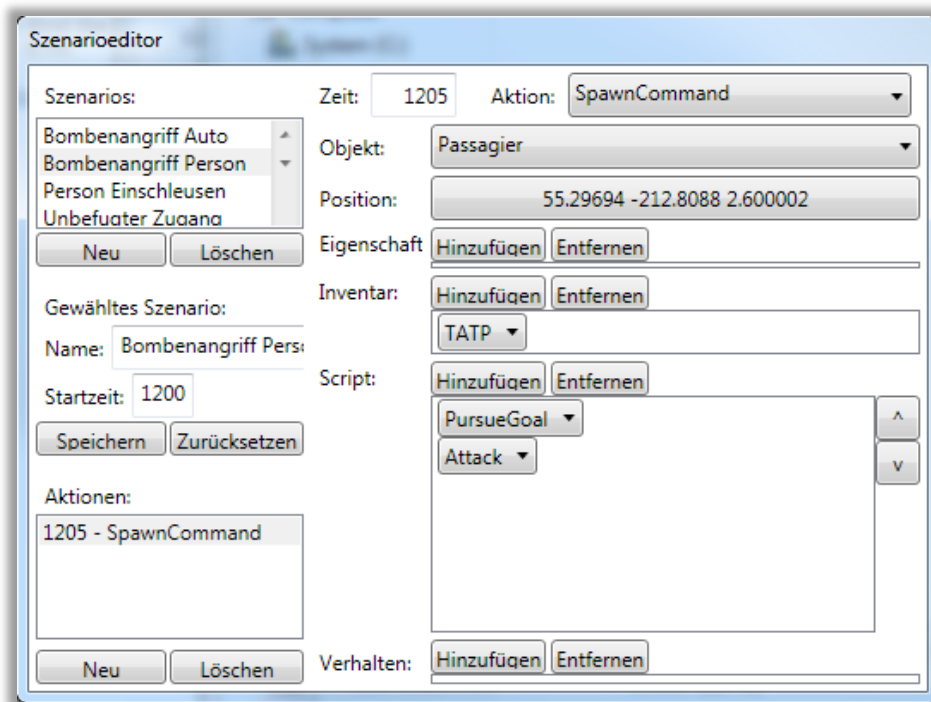 Szenarioeditor
Szenarios:
Bombenangriff Auto
Bombenangriff Person
Person Einschleusen
Unbefugter Zugang
Neu
Löschen
Gewähltes Szenario:
Name: Bombenangriff Perso
Startzeit: 1200
Speichern
Zurücksetzen
Aktionen:
1205 - SpawnCommand
Neu
Löschen
Zeit: 1205 Aktion: SpawnCommand
Objekt: Passagier
Position: 55.29694 -212.8088 2.600002
Eigenschaft Hinzufügen Entfernen
Inventar: Hinzufügen Entfernen
TATP
Script: Hinzufügen Entfernen
PursueGoal
Attack
^
v
Verhalten: Hinzufügen Entfernen